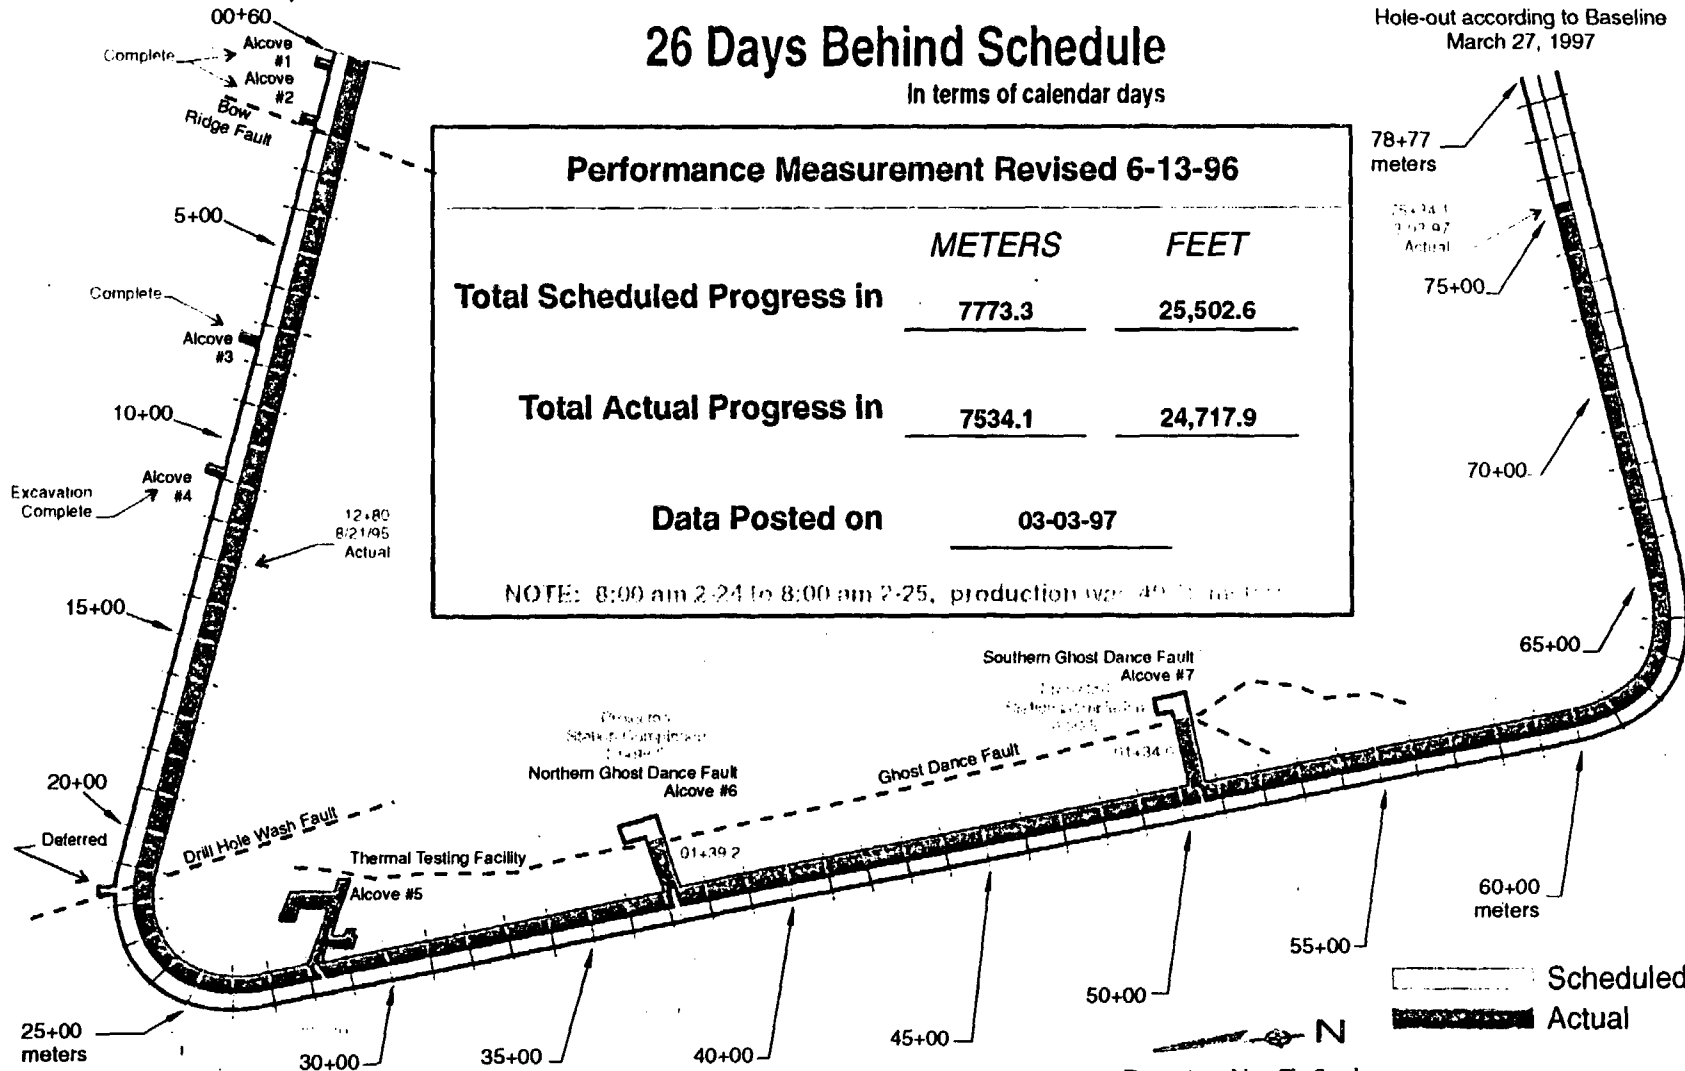 26 Days Behind Schedule
In terms of calendar days
Hole-out according to Baseline
March 27, 1997
Performance Measurement Revised 6-13-96
METERS FEET
Total Scheduled Progress in 7773.3 25,502.6
Total Actual Progress in 7534.1 24,717.9
Data Posted on 03-03-97
NOTE: 8:00 am 2-24 to 8:00 am 2-25, production
00+60
Complete
Alcove
#1
Alcove
#2
Bow
Ridge Fault
5+00
Complete
Alcove
#3
10+00
Alcove
#4
Excavation
Complete
12+80
8/21/95
Actual
15+00
20+00
Deferred
Drill Hole Wash Fault
Thermal Testing Facility
Alcove #5
25+00
meters
30+00
35+00
40+00
45+00
50+00
55+00
60+00
meters
Station
Northern Ghost Dance Fault
Alcove #6
01+39.2
Ghost Dance Fault
Southern Ghost Dance Fault
Alcove #7
65+00
70+00
75+00
Actual
78+77
meters
N
Scheduled
Actual